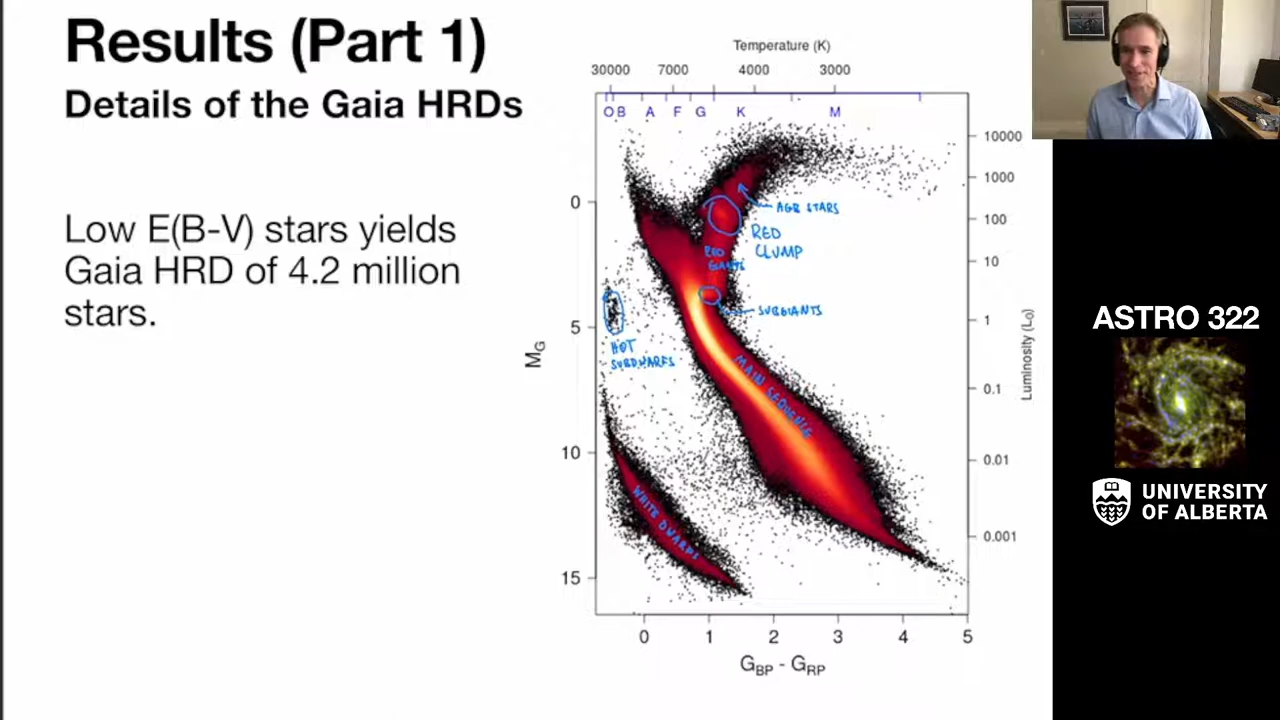 Results (Part 1)
Details of the Gaia HRDs
Low E(B-V) stars yields
Gaia HRD of 4.2 million
stars.
Temperature (K)
30000 7000 4000 3000
O B A F G K M
10000
1000
100
10
1
0.1
0.01
0.001
Luminosity (L₀)
0
5
10
15
M_G
0 1 2 3 4 5
G_BP - G_RP
AGB STARS
RED
CLUMP
RED
GIANTS
SUBGIANTS
HOT
SUBDWARFS
MAIN SEQUENCE
WHITE DWARFS
ASTRO 322
UNIVERSITY
OF ALBERTA